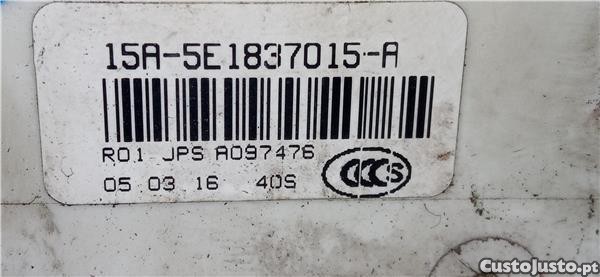 15A-5E1837015-A
R01 JPS A097476
05.03.16 40S
CCC S
CustoJusto.pt